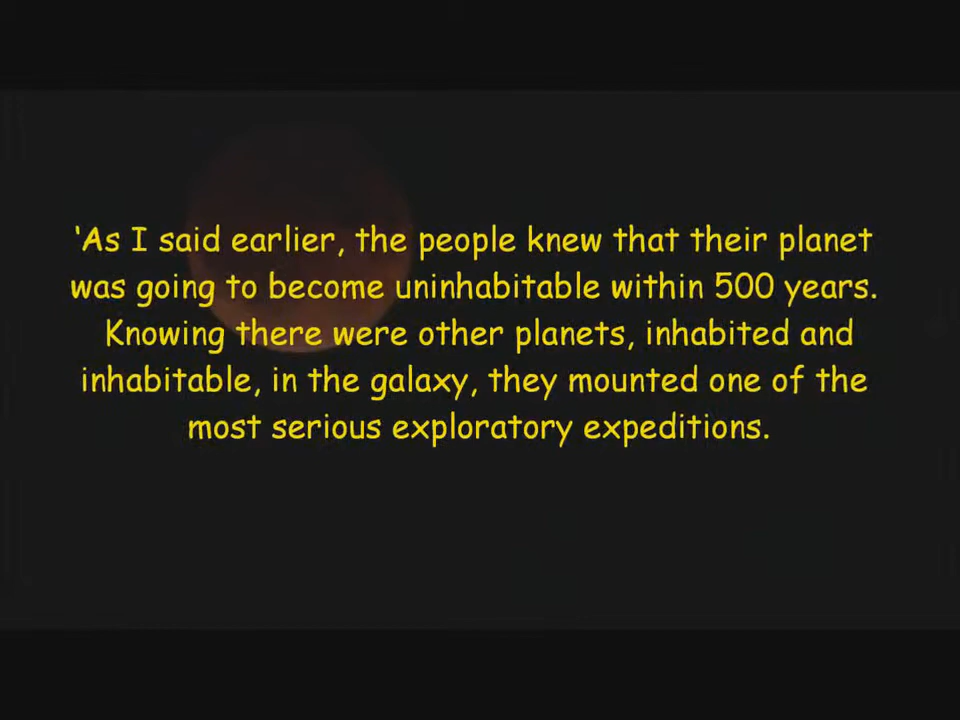 ‘As I said earlier, the people knew that their planet
was going to become uninhabitable within 500 years.
Knowing there were other planets, inhabited and
inhabitable, in the galaxy, they mounted one of the
most serious exploratory expeditions.